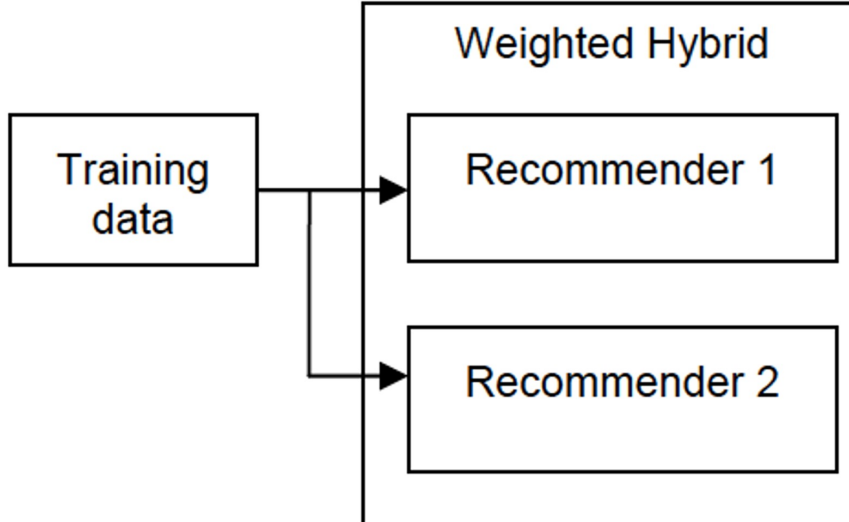 Weighted Hybrid
Training
data
Recommender 1
Recommender 2